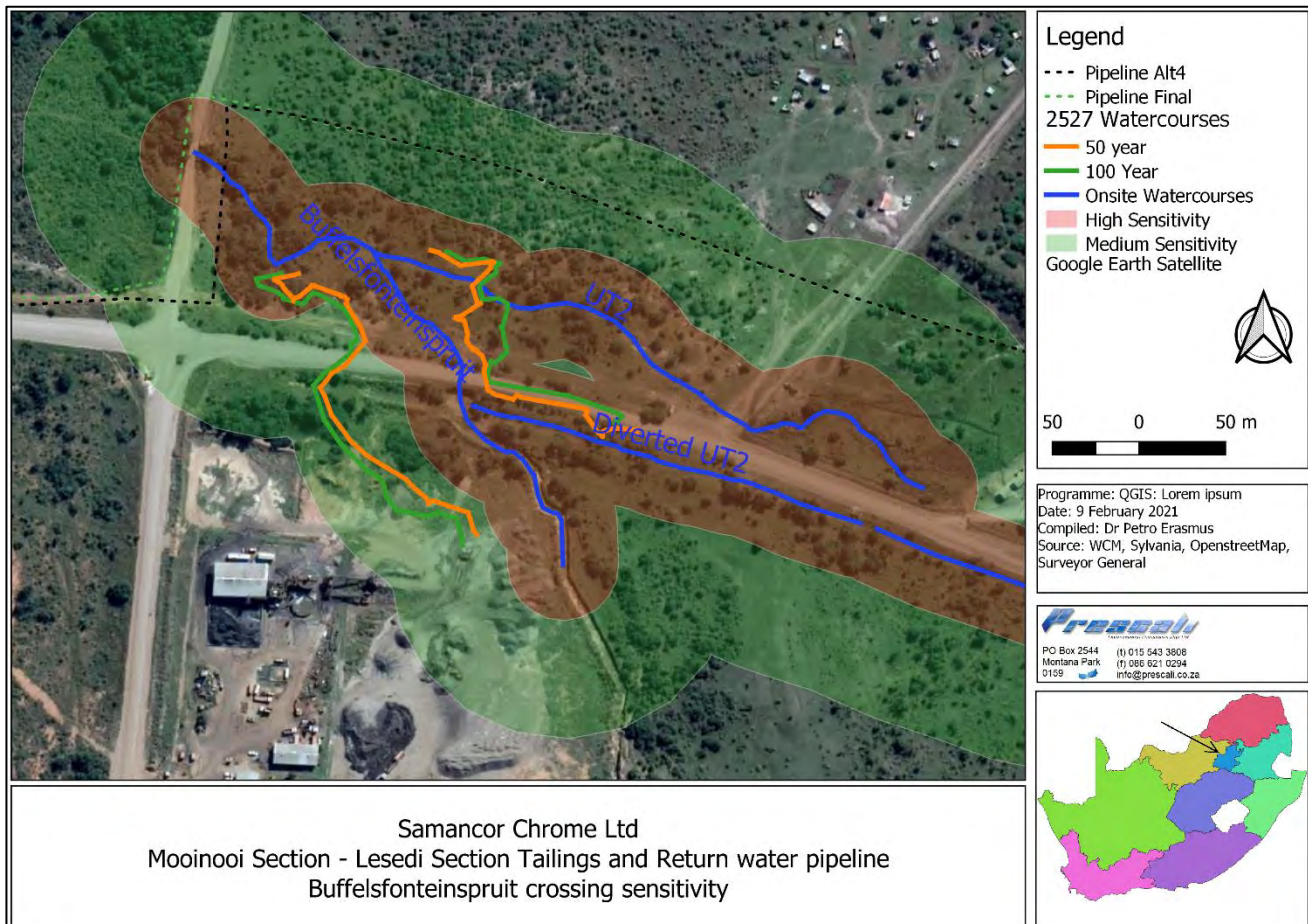 Buffelsfonteinspruit
UT2
Diverted UT2
Legend
Pipeline Alt4
Pipeline Final
2527 Watercourses
50 year
100 Year
Onsite Watercourses
High Sensitivity
Medium Sensitivity
Google Earth Satellite
50 0 50 m
Programme: QGIS: Lorem ipsum
Date: 9 February 2021
Compiled: Dr Petro Erasmus
Source: WCM, Sylvania, OpenstreetMap,
Surveyor General
Prescali
PO Box 2544 (t) 015 543 3808
Montana Park (f) 086 621 0294
0159 info@prescali.co.za
Samancor Chrome Ltd
Mooinooi Section - Lesedi Section Tailings and Return water pipeline
Buffelsfonteinspruit crossing sensitivity